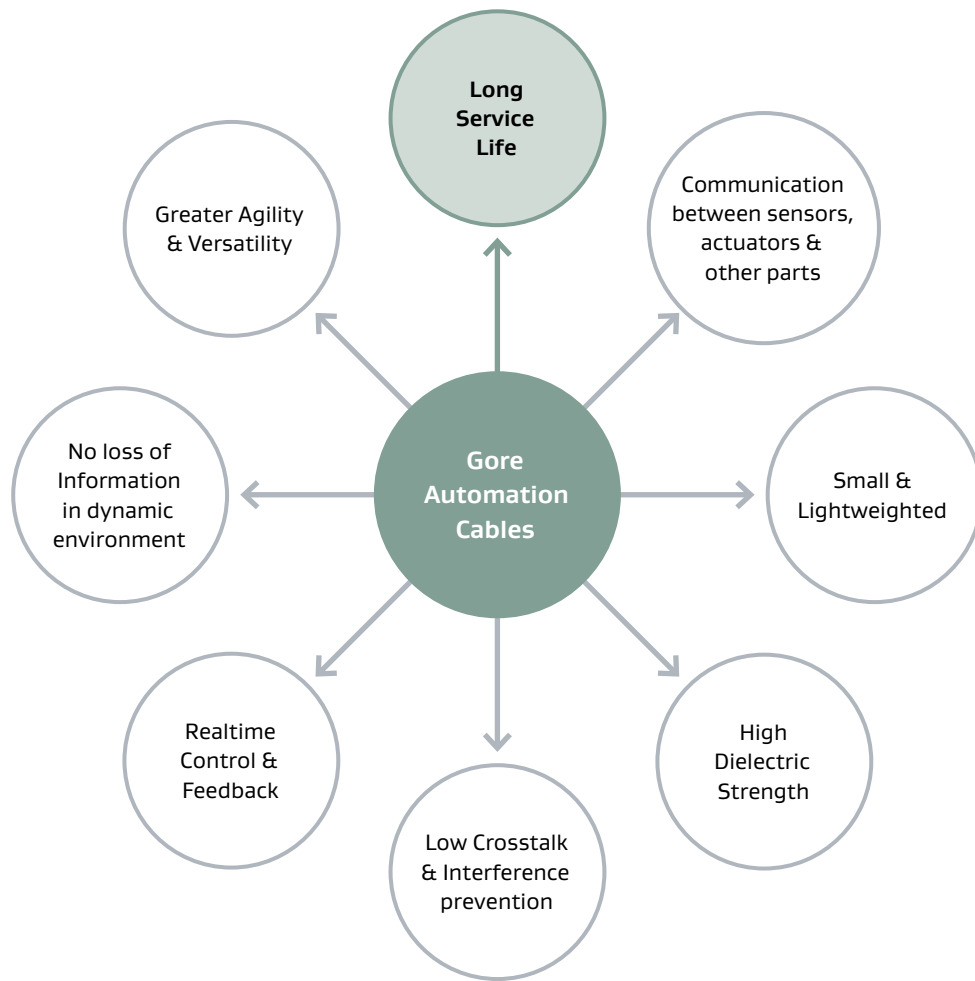 Long
Service
Life
Communication
between sensors,
actuators &
other parts
Small &
Lightweighted
High
Dielectric
Strength
Low Crosstalk
& Interference
prevention
Realtime
Control &
Feedback
No loss of
Information
in dynamic
environment
Greater Agility
& Versatility
Gore
Automation
Cables